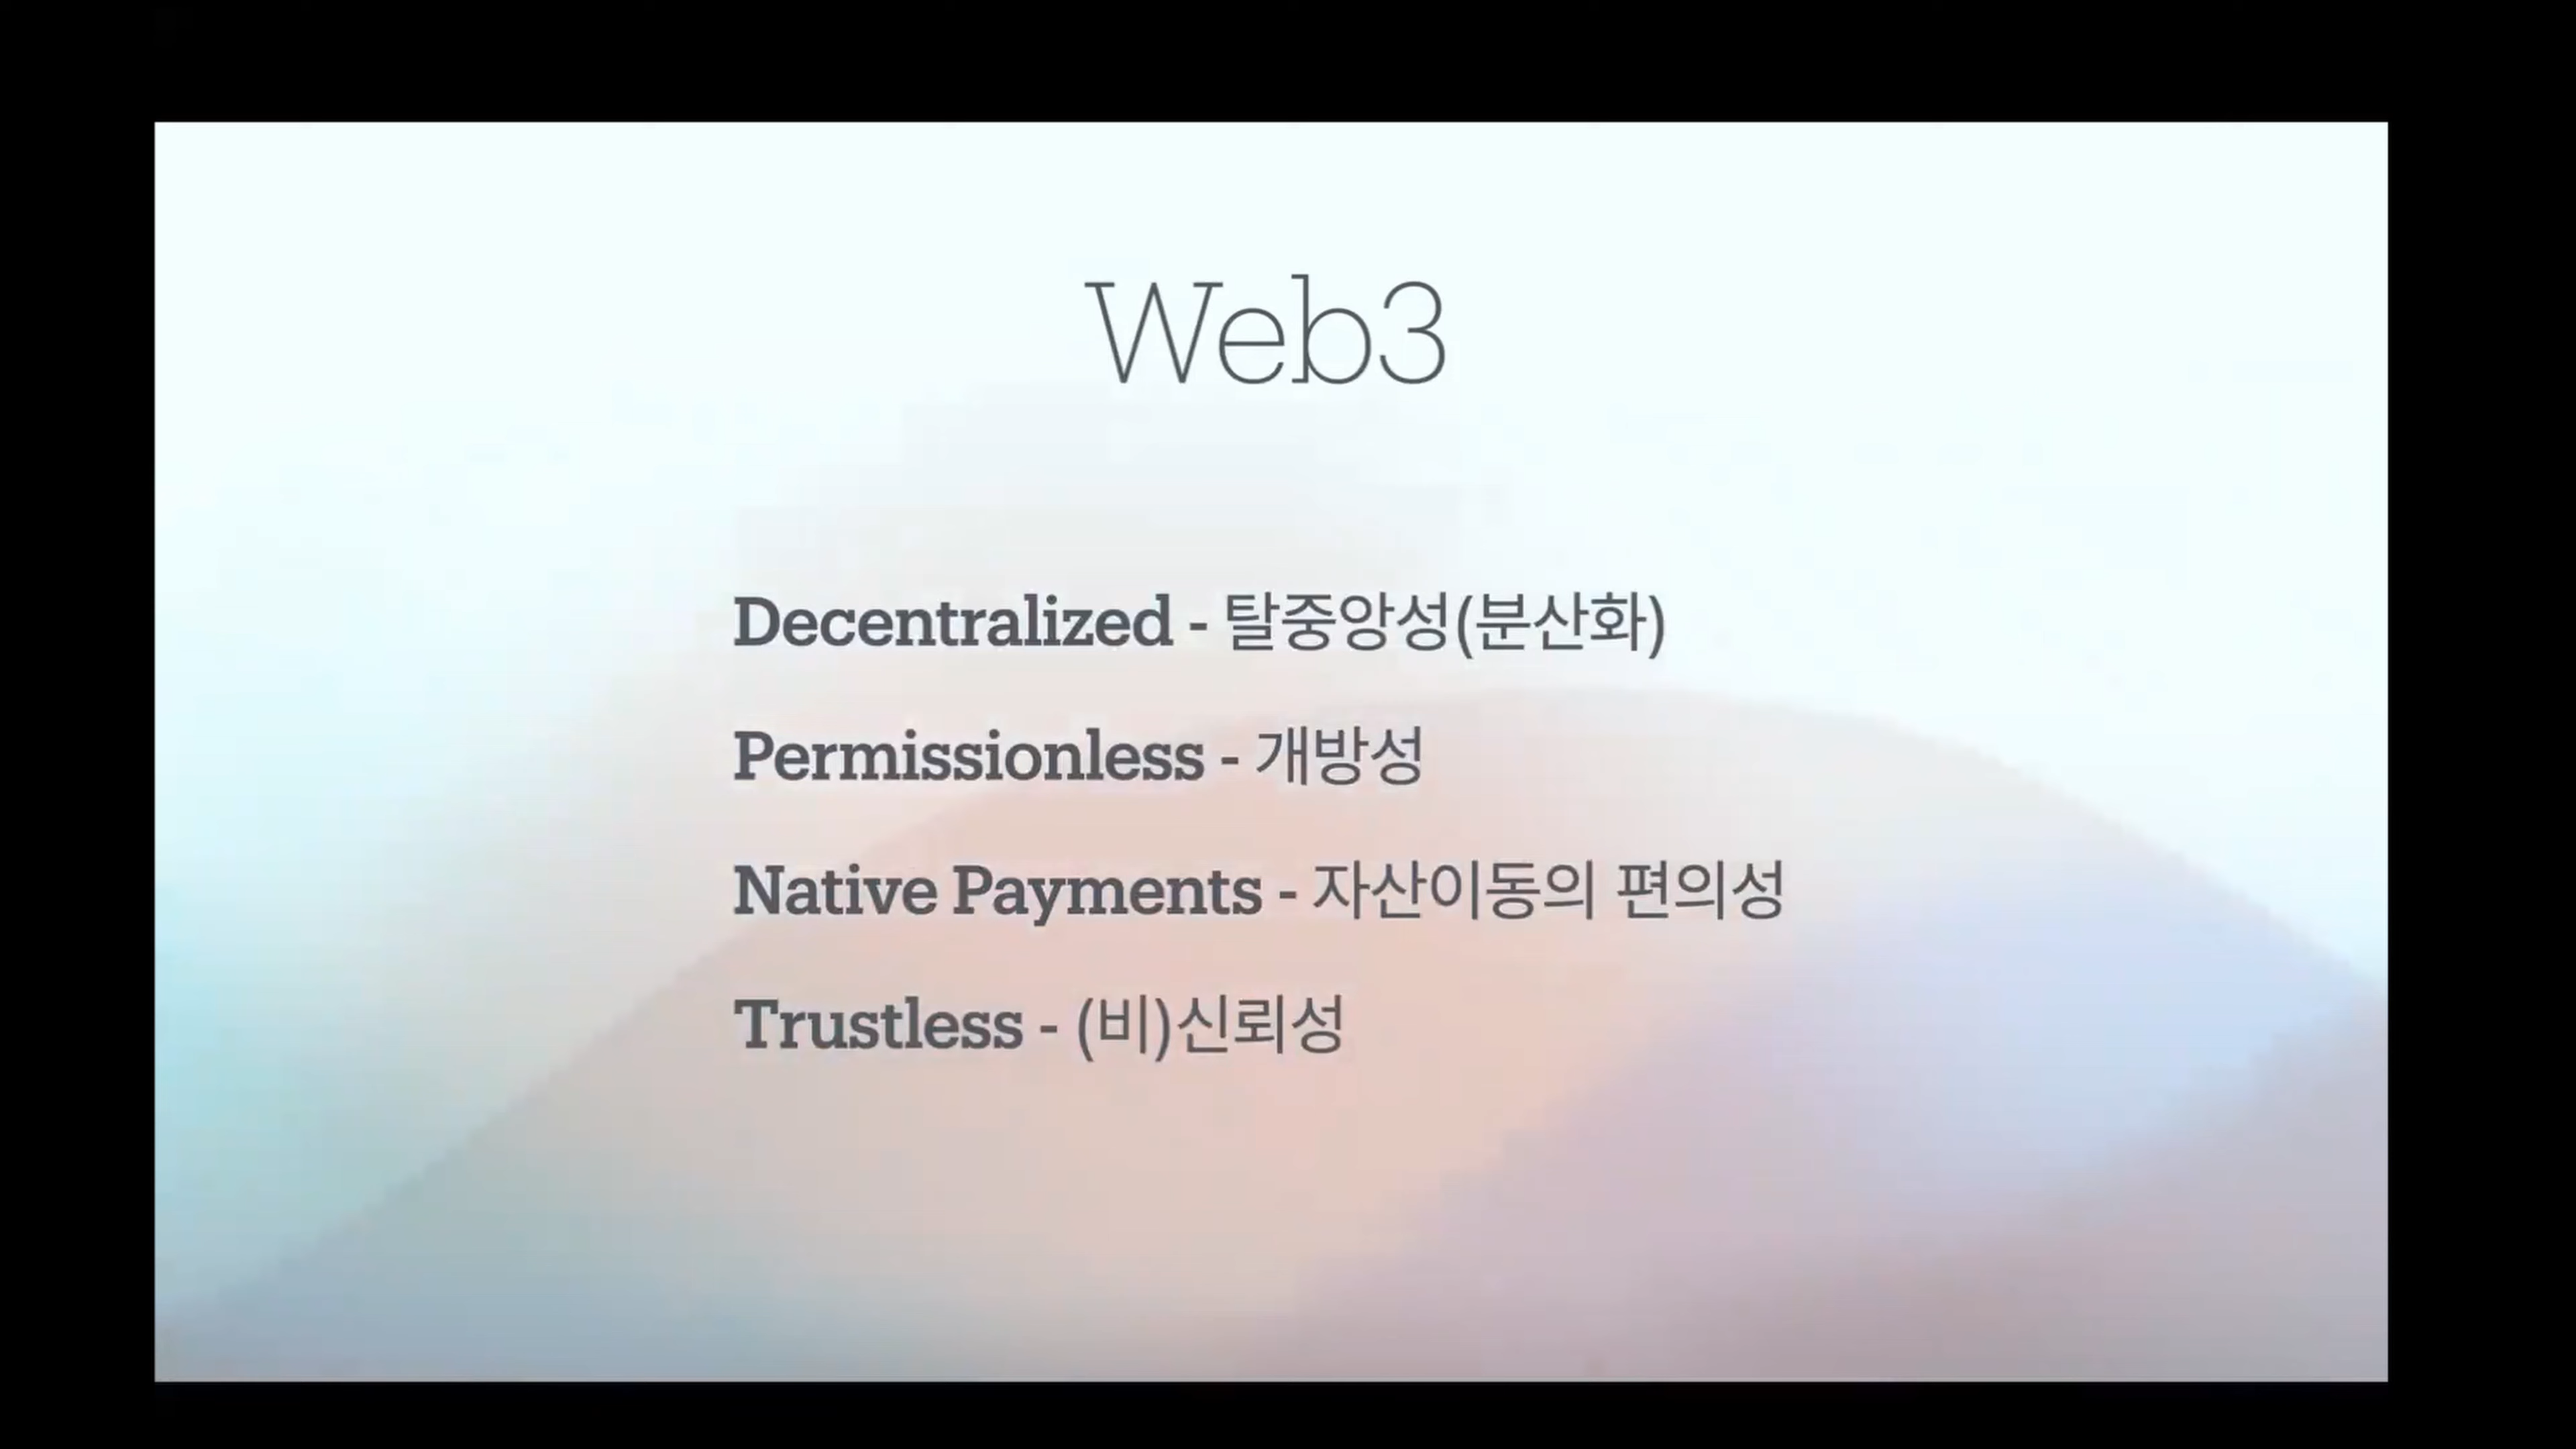 Web3
Decentralized - 탈중앙성(분산화)
Permissionless - 개방성
Native Payments - 자산이동의 편의성
Trustless - (비)신뢰성